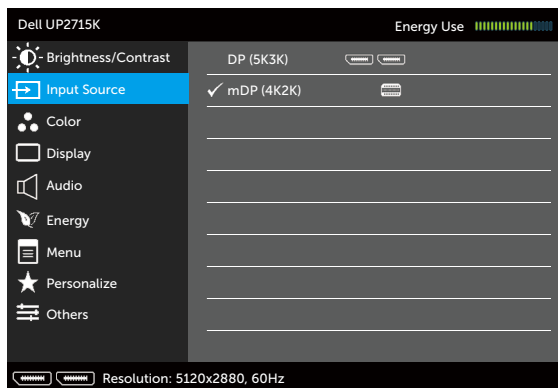 Dell UP2715K
Energy Use
Brightness/Contrast
DP (5K3K)
Input Source
✓ mDP (4K2K)
Color
Display
Audio
Energy
Menu
Personalize
Others
Resolution: 5120x2880, 60Hz